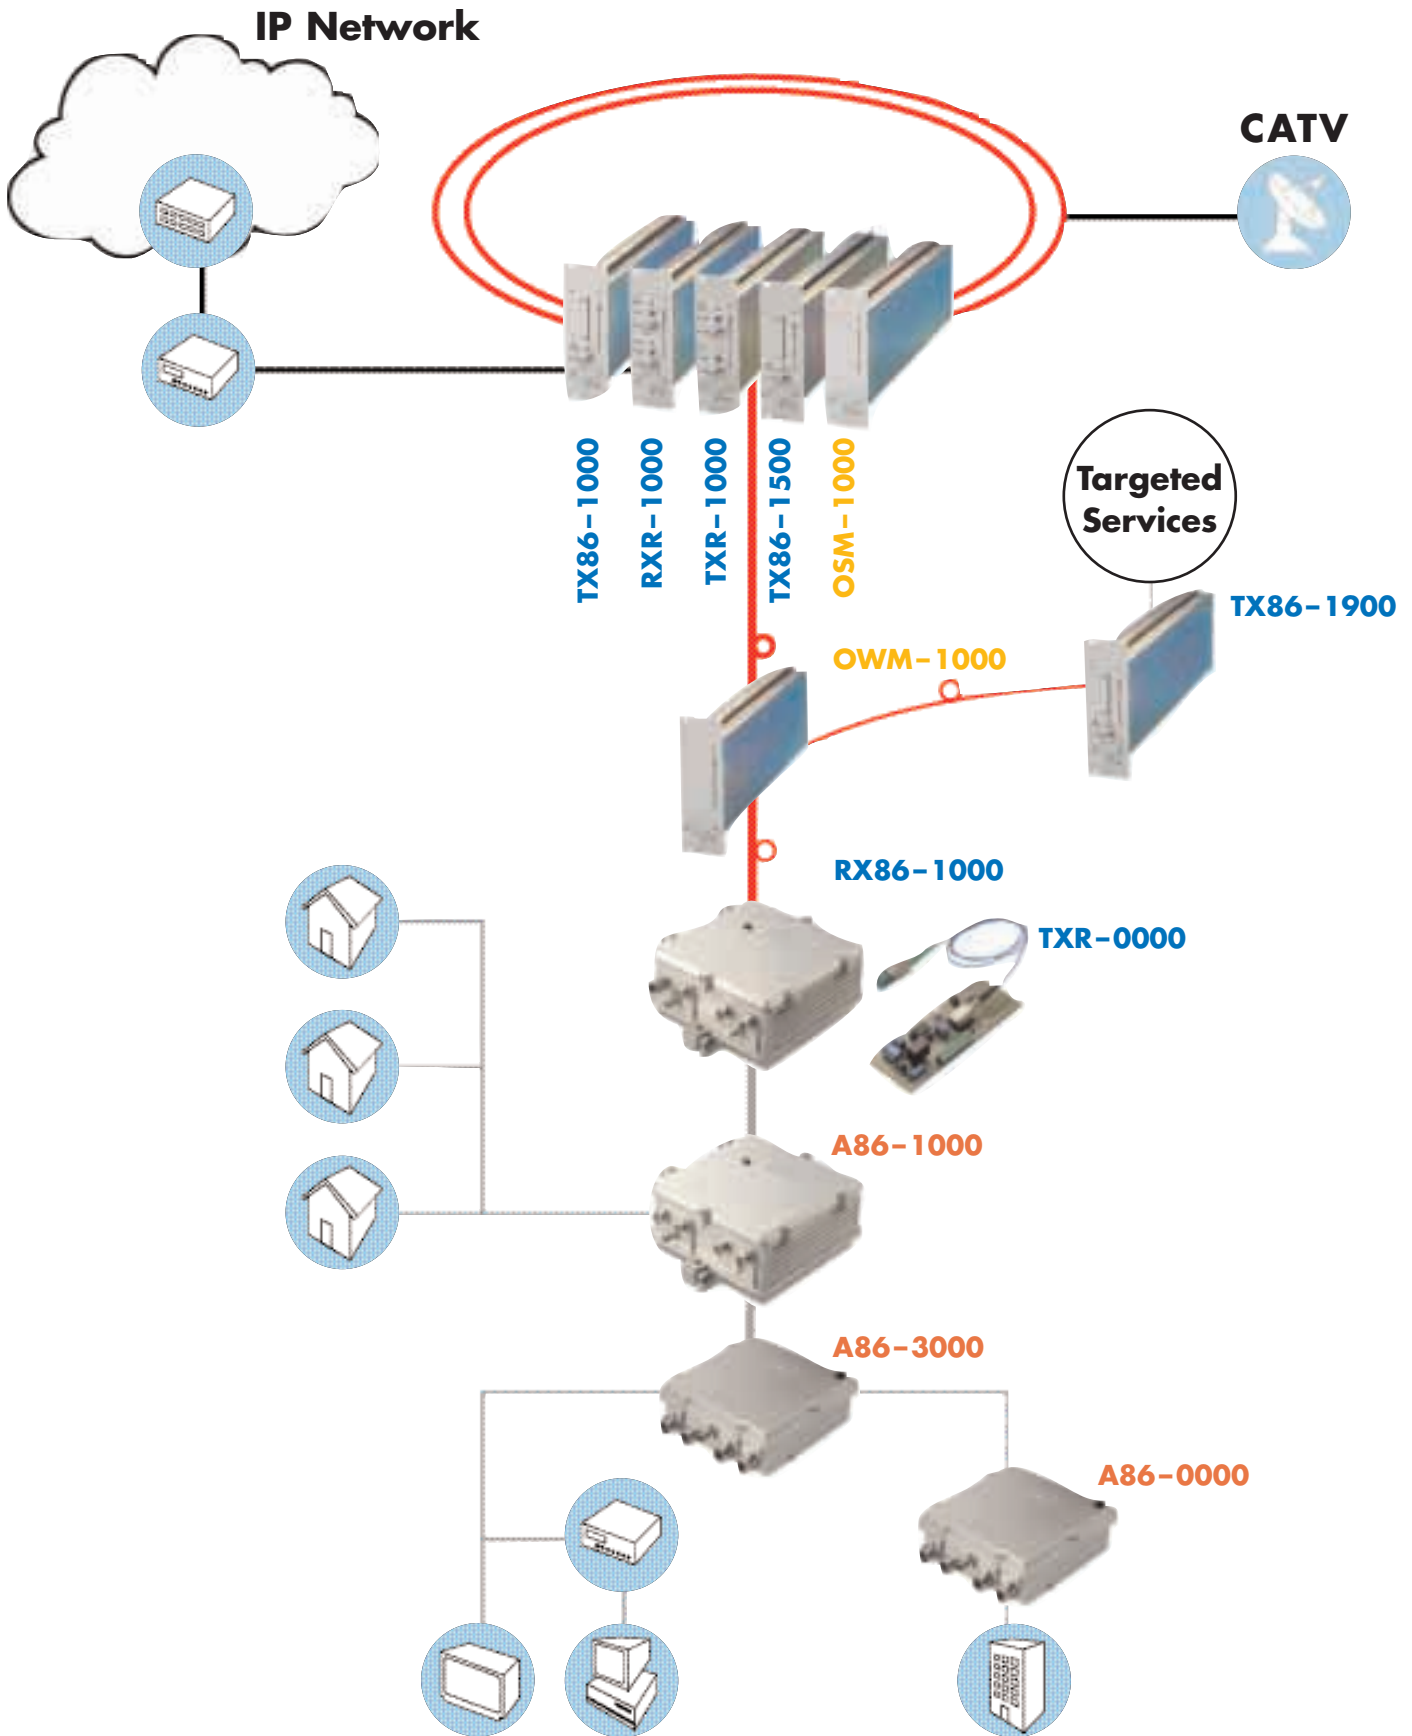 IP Network
CATV
TX86-1000
RXR-1000
TXR-1000
TX86-1500
OSM-1000
Targeted
Services
TX86-1900
OWM-1000
RX86-1000
TXR-0000
A86-1000
A86-3000
A86-0000